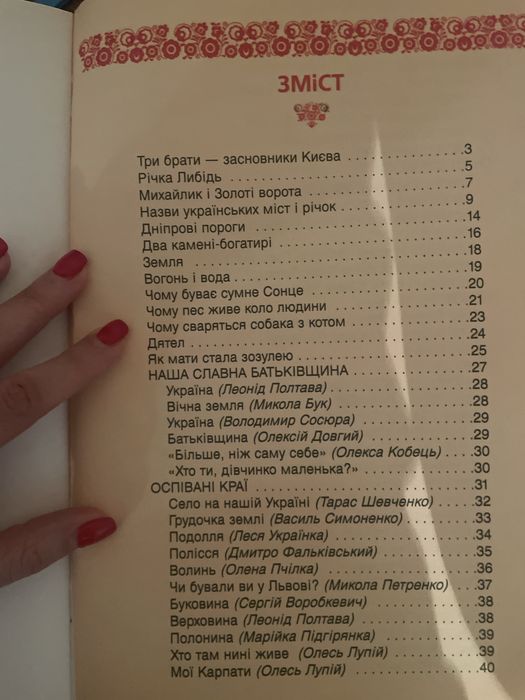 ЗМІСТ
Три брати — засновники Києва . . . . . . . . . . . . . . . .3
Річка Либідь . . . . . . . . . . . . . . . . . . . . . . . . . . .5
Михайлик і Золоті ворота . . . . . . . . . . . . . . . . . . .7
Назви українських міст і річок . . . . . . . . . . . . . . . .9
Дніпрові пороги . . . . . . . . . . . . . . . . . . . . . . . .14
Два камені-богатирі . . . . . . . . . . . . . . . . . . . . . .16
Земля . . . . . . . . . . . . . . . . . . . . . . . . . . . . . .18
Вогонь і вода . . . . . . . . . . . . . . . . . . . . . . . . . .19
Чому буває сумне Сонце . . . . . . . . . . . . . . . . . . .20
Чому пес живе коло людини . . . . . . . . . . . . . . . . .21
Чому сваряться собака з котом . . . . . . . . . . . . . . .23
Дятел . . . . . . . . . . . . . . . . . . . . . . . . . . . . . .24
Як мати стала зозулею . . . . . . . . . . . . . . . . . . . .25
НАША СЛАВНА БАТЬКІВЩИНА . . . . . . . . . . . . . . .27
Україна (Леонід Полтава) . . . . . . . . . . . . . . . . . .28
Вічна земля (Микола Бук) . . . . . . . . . . . . . . . . . .28
Україна (Володимир Сосюра) . . . . . . . . . . . . . . . .29
Батьківщина (Олексій Довгий) . . . . . . . . . . . . . . .29
«Більше, ніж саму себе» (Олекса Кобець) . . . . .30
«Хто ти, дівчинко маленька?» . . . . . . . . . . . . . .30
ОСПІВАНІ КРАЇ . . . . . . . . . . . . . . . . . . . . . . . . .31
Село на нашій Україні (Тарас Шевченко) . . . . . .32
Грудочка землі (Василь Симоненко) . . . . . . . . .33
Подолля (Леся Українка) . . . . . . . . . . . . . . . . . .34
Полісся (Дмитро Фальківський) . . . . . . . . . . . . .35
Волинь (Олена Пчілка) . . . . . . . . . . . . . . . . . . .36
Чи бували ви у Львові? (Микола Петренко) . . . .37
Буковина (Сергій Воробкевич) . . . . . . . . . . . . . .38
Верховина (Леонід Полтава) . . . . . . . . . . . . . . .38
Полонина (Марійка Підгірянка) . . . . . . . . . . . . .39
Хто там нині живе (Олесь Лупій) . . . . . . . . . . . .39
Мої Карпати (Олесь Лупій) . . . . . . . . . . . . . . . .40